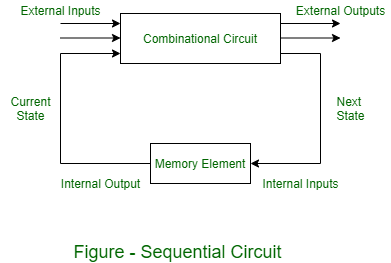 External Inputs
External Outputs
Combinational Circuit
Current
State
Next
State
Memory Element
Internal Output
Internal Inputs
Figure - Sequential Circuit